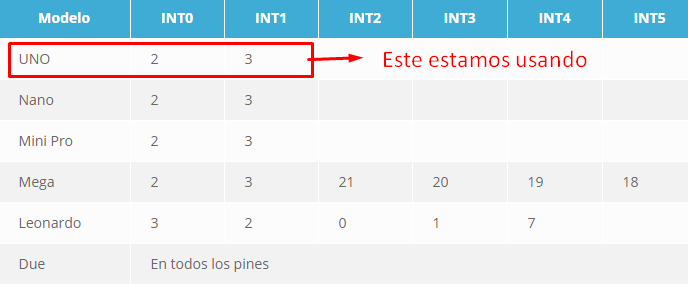 Modelo INT0 INT1 INT2 INT3 INT4 INT5
UNO 2 3 Este estamos usando
Nano 2 3
Mini Pro 2 3
Mega 2 3 21 20 19 18
Leonardo 3 2 0 1 7
Due En todos los pines